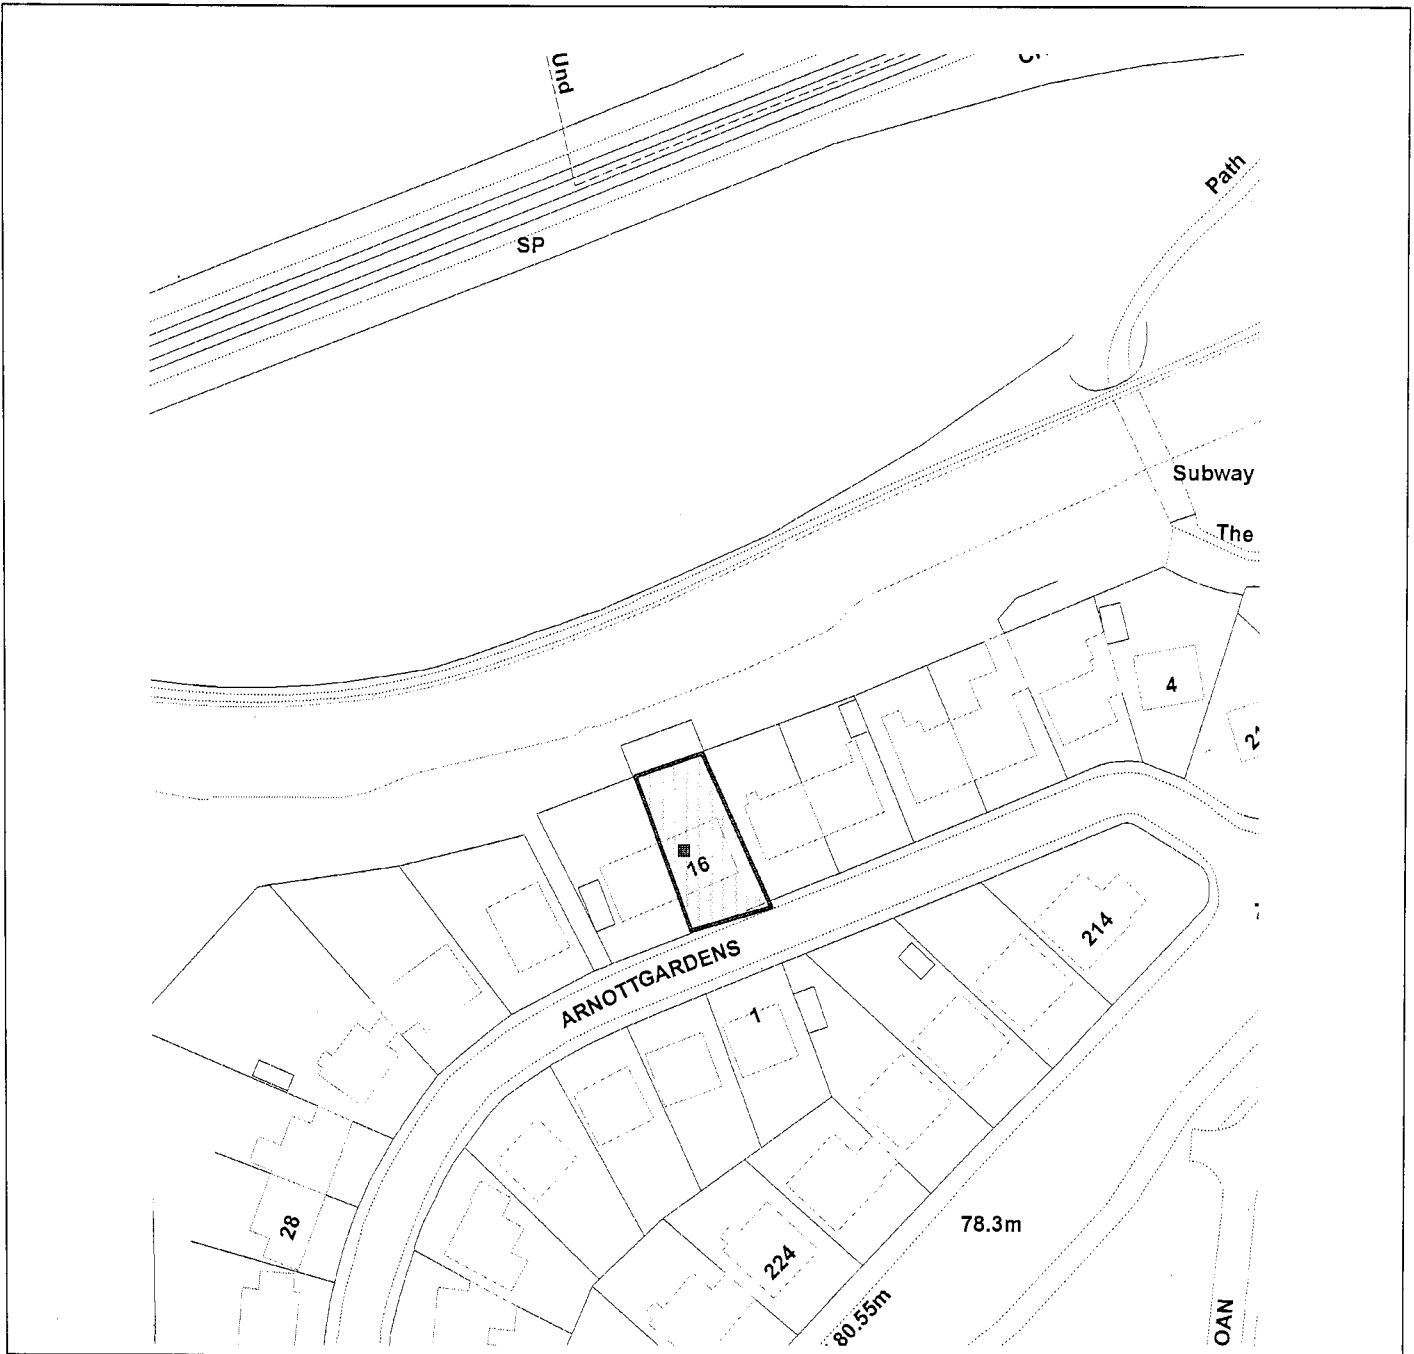 Und
SP
Path
Subway
The
4
16
ARNOTTGARDENS
214
1
28
224
78.3m
80.55m
OAN